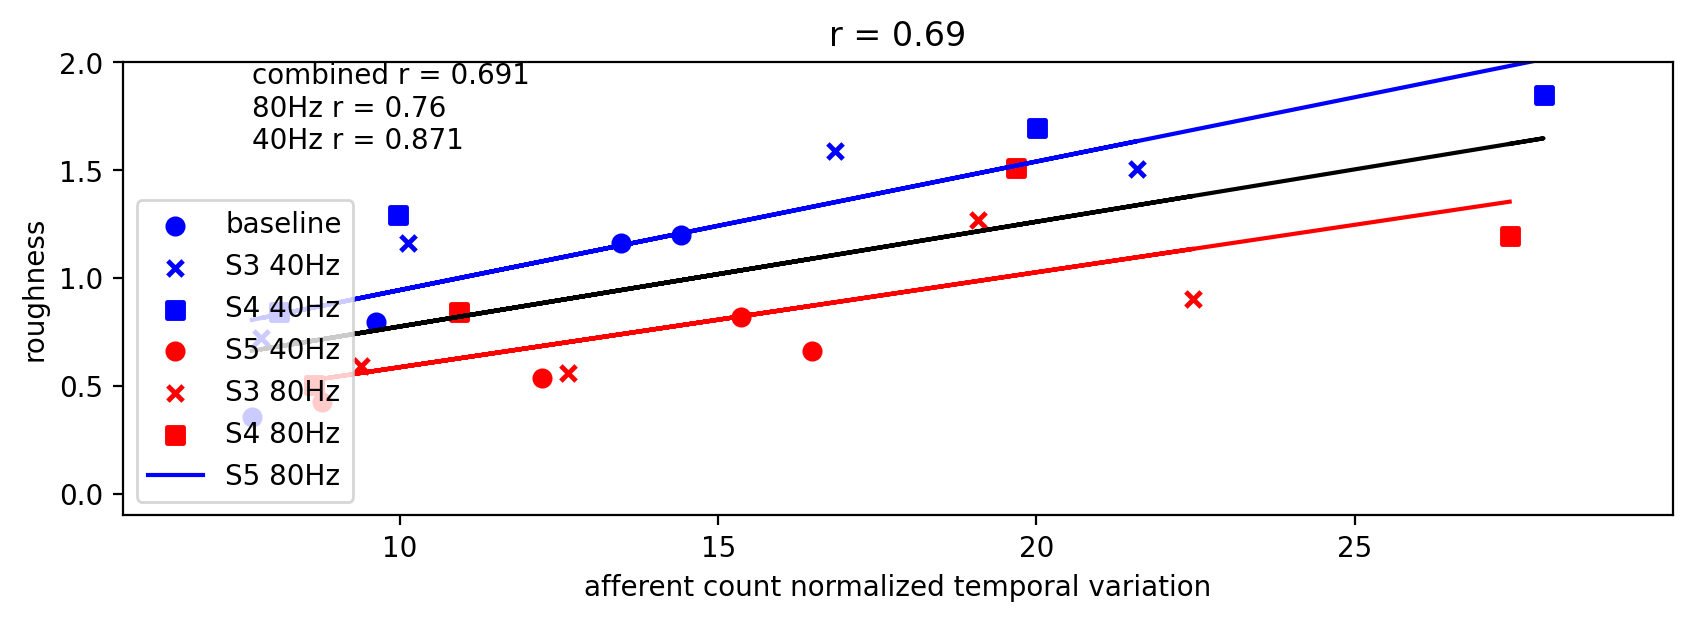 r = 0.69
combined r = 0.691
80Hz r = 0.76
40Hz r = 0.871
2.0
1.5
1.0
0.5
0.0
roughness
baseline
S3 40Hz
S4 40Hz
S5 40Hz
S3 80Hz
S4 80Hz
S5 80Hz
10
15
20
25
afferent count normalized temporal variation